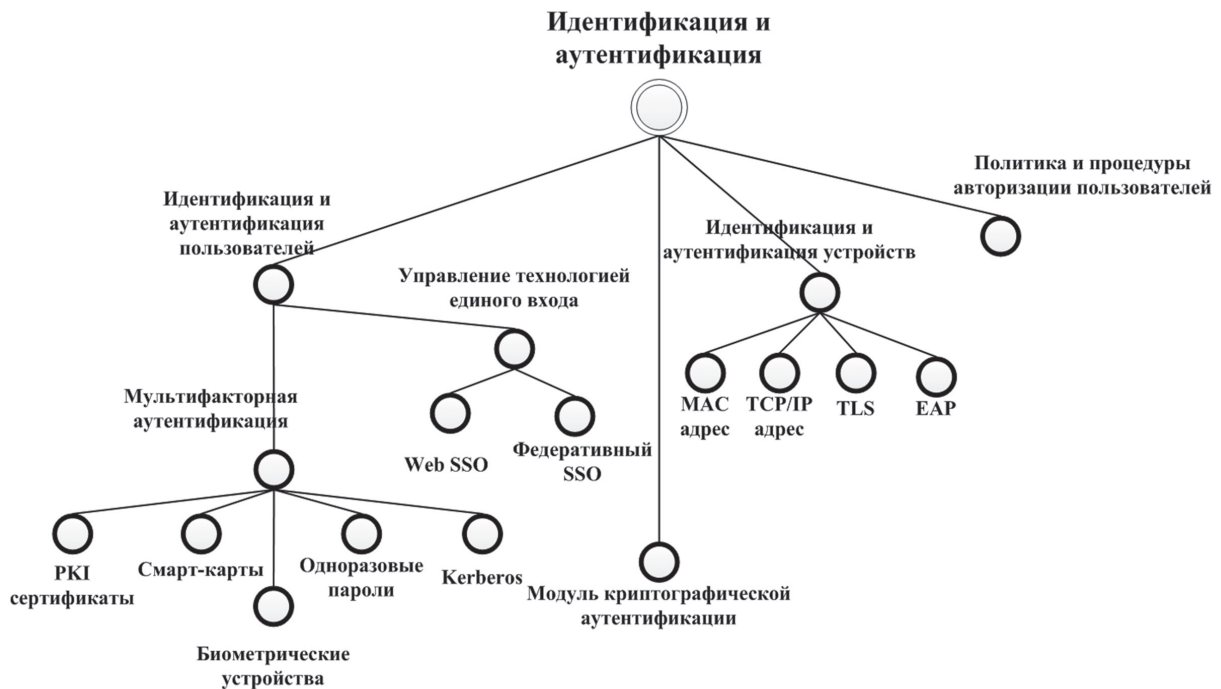 Идентификация и
аутентификация
Политика и процедуры
авторизации пользователей
Идентификация и
аутентификация
пользователей
Идентификация и
аутентификация устройств
Управление технологией
единого входа
MAC
адрес
TCP/IP
адрес
TLS
EAP
Мультифакторная
аутентификация
Web SSO
Федеративный
SSO
PKI
сертификаты
Смарт-карты
Одноразовые
пароли
Kerberos
Биометрические
устройства
Модуль криптографической
аутентификации